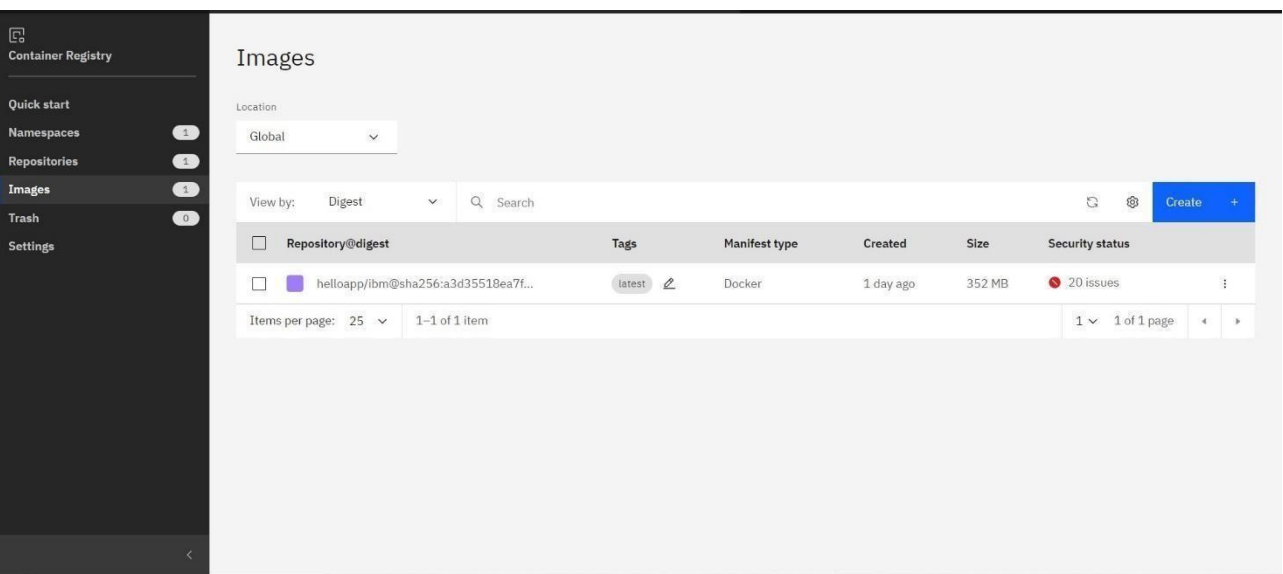 Container Registry
Quick start
Namespaces 1
Repositories 1
Images 1
Trash 0
Settings
Images
Location
Global
View by: Digest Search Create +
Repository@digest Tags Manifest type Created Size Security status
helloapp/ibm@sha256:a3d35518ea7f... latest Docker 1 day ago 352 MB 20 issues
Items per page: 25 1–1 of 1 item 1 1 of 1 page